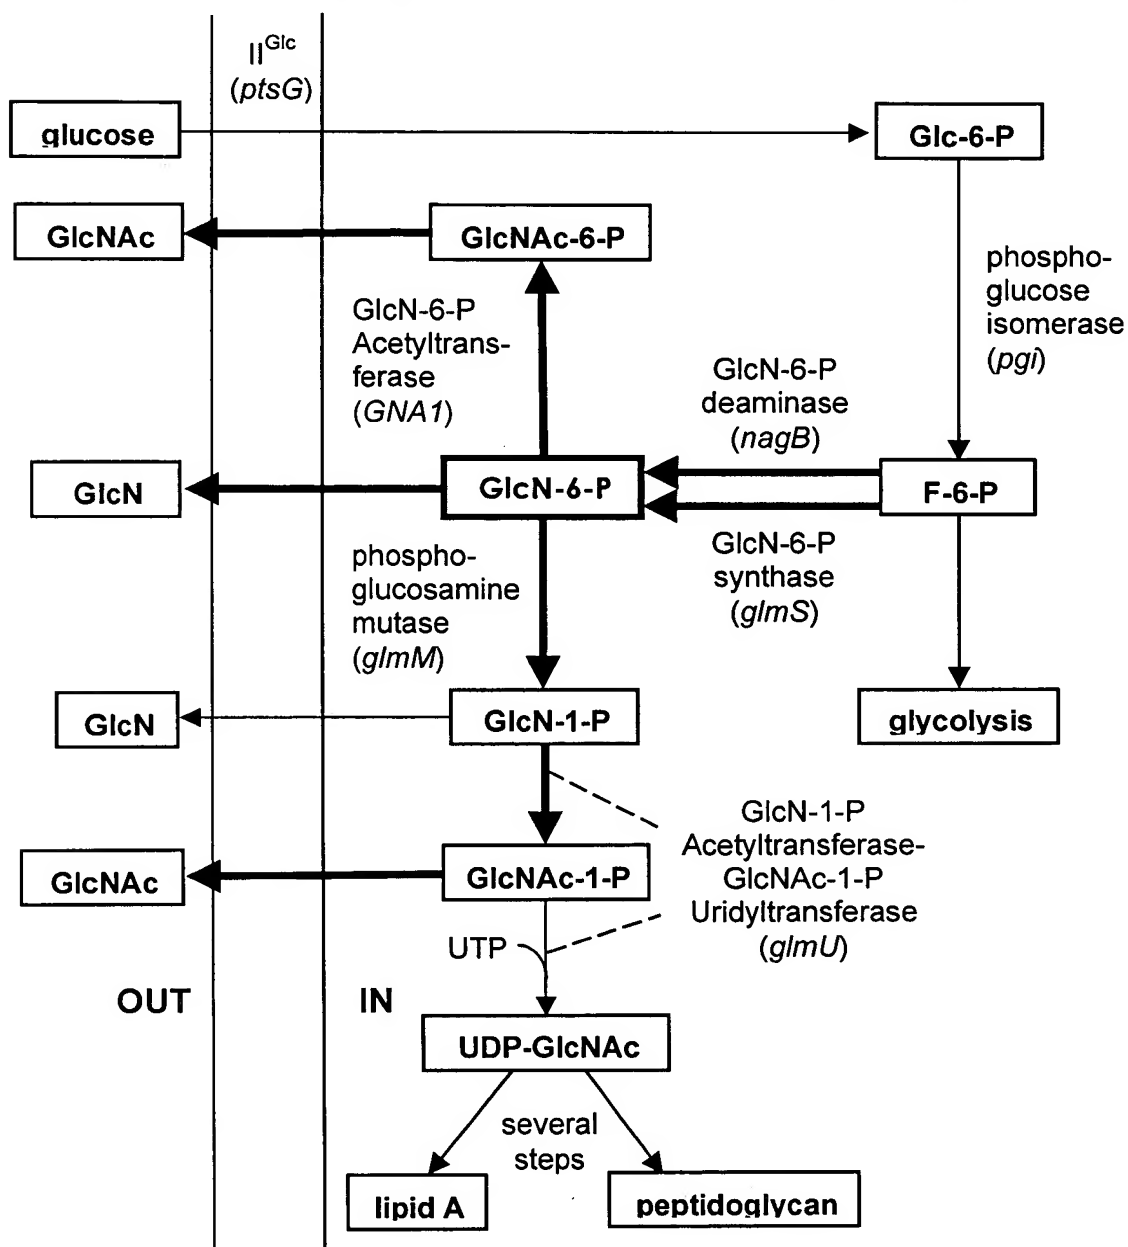 II^Glc
(ptsG)
glucose
Glc-6-P
GlcNAc
GlcNAc-6-P
phospho-
glucose
isomerase
(pgi)
GlcN-6-P
Acetyltrans-
ferase
(GNA1)
GlcN-6-P
deaminase
(nagB)
GlcN
GlcN-6-P
F-6-P
GlcN-6-P
synthase
(glmS)
phospho-
glucosamine
mutase
(glmM)
GlcN
GlcN-1-P
glycolysis
GlcN-1-P
Acetyltransferase-
GlcNAc-1-P
Uridyltransferase
(glmU)
GlcNAc
GlcNAc-1-P
UTP
OUT
IN
UDP-GlcNAc
several
steps
lipid A
peptidoglycan